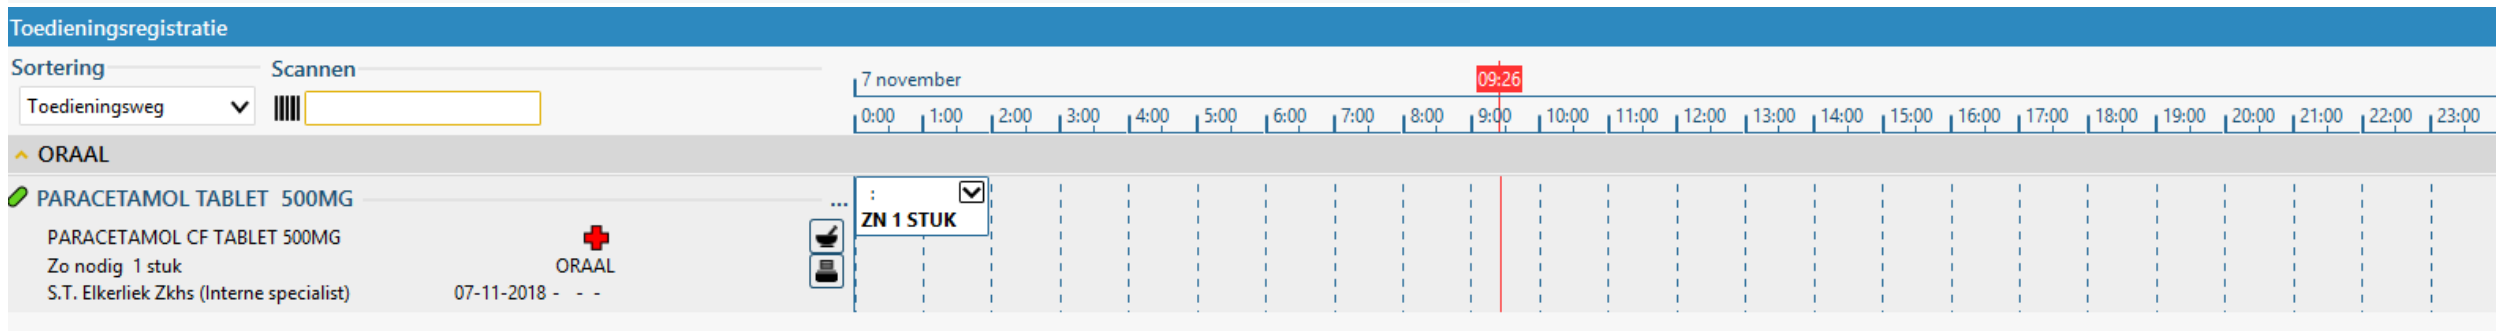 Toedieningsregistratie
Sortering Scannen
Toedieningsweg
7 november 09:26
0:00 1:00 2:00 3:00 4:00 5:00 6:00 7:00 8:00 9:00 10:00 11:00 12:00 13:00 14:00 15:00 16:00 17:00 18:00 19:00 20:00 21:00 22:00 23:00
ORAAL
PARACETAMOL TABLET 500MG ...
:
ZN 1 STUK
PARACETAMOL CF TABLET 500MG
Zo nodig 1 stuk ORAAL
S.T. Elkerliek Zkhs (Interne specialist) 07-11-2018 - - -